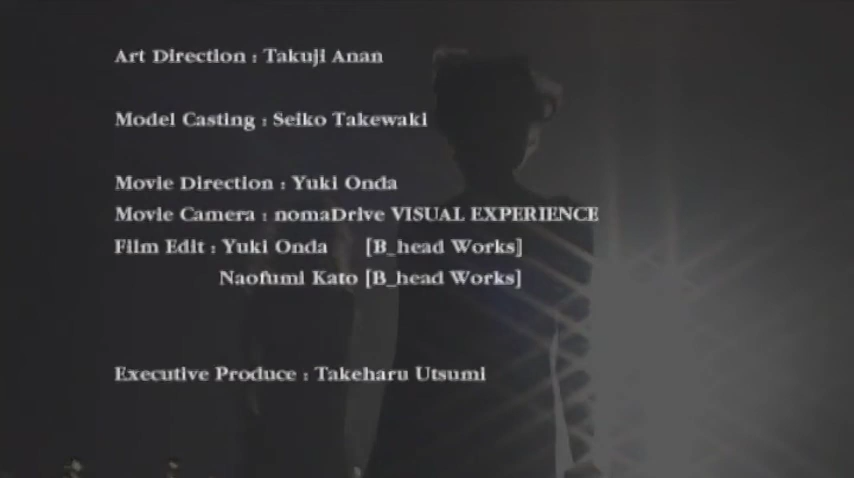 Art Direction : Takuji Anan
Model Casting : Seiko Takewaki
Movie Direction : Yuki Onda
Movie Camera : nomaDrive VISUAL EXPERIENCE
Film Edit : Yuki Onda [B_head Works]
Naofumi Kato [B_head Works]
Executive Produce : Takeharu Utsumi